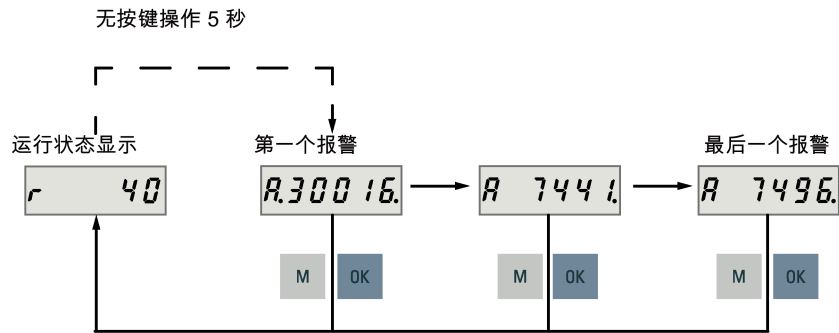 无按键操作 5 秒
运行状态显示
第一个报警
最后一个报警
r 40
A.30016.
A 7441.
A 7496.
M OK
M OK
M OK